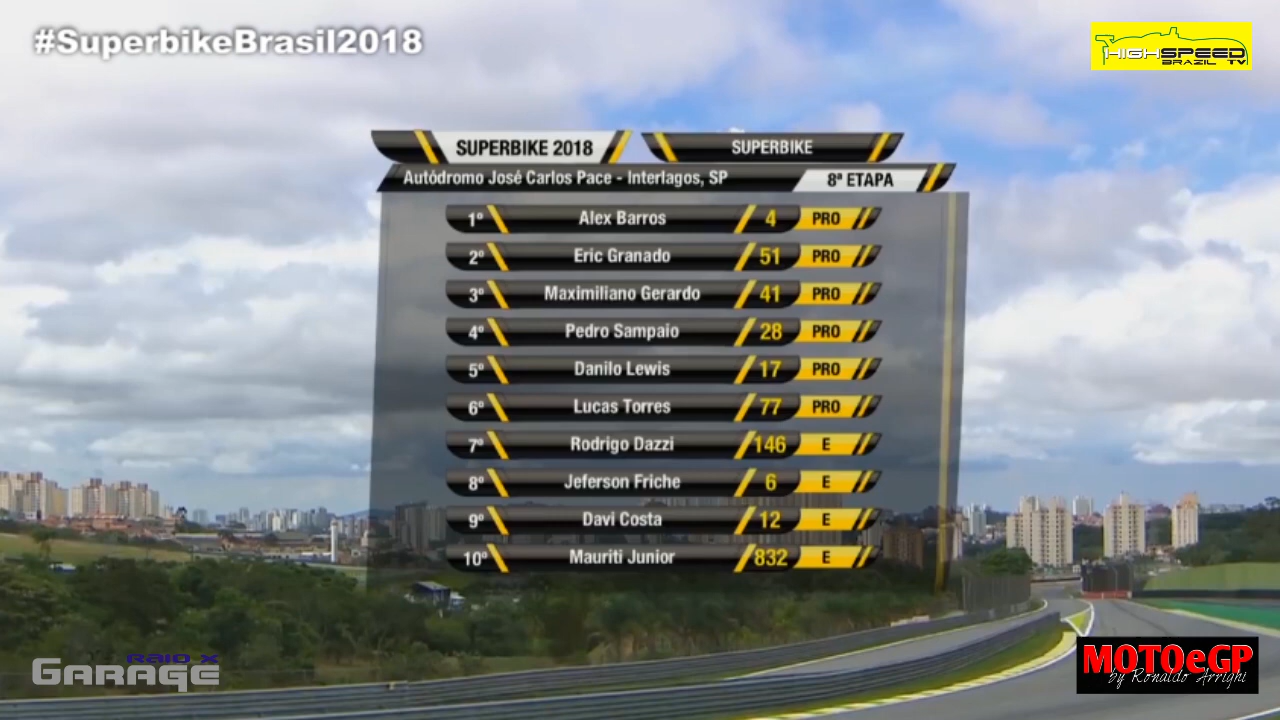 #SuperbikeBrasil2018
HIGHSPEED
BRAZIL TV
SUPERBIKE 2018
SUPERBIKE
Autódromo José Carlos Pace - Interlagos, SP
8ª ETAPA
1º Alex Barros 4 PRO
2º Eric Granado 51 PRO
3º Maximiliano Gerardo 41 PRO
4º Pedro Sampaio 28 PRO
5º Danilo Lewis 17 PRO
6º Lucas Torres 77 PRO
7º Rodrigo Dazzi 146 E
8º Jeferson Friche 6 E
9º Davi Costa 12 E
10º Mauriti Junior 832 E
RAIO X
GARAGE
MOTOeGP
by Ronaldo Arrighi